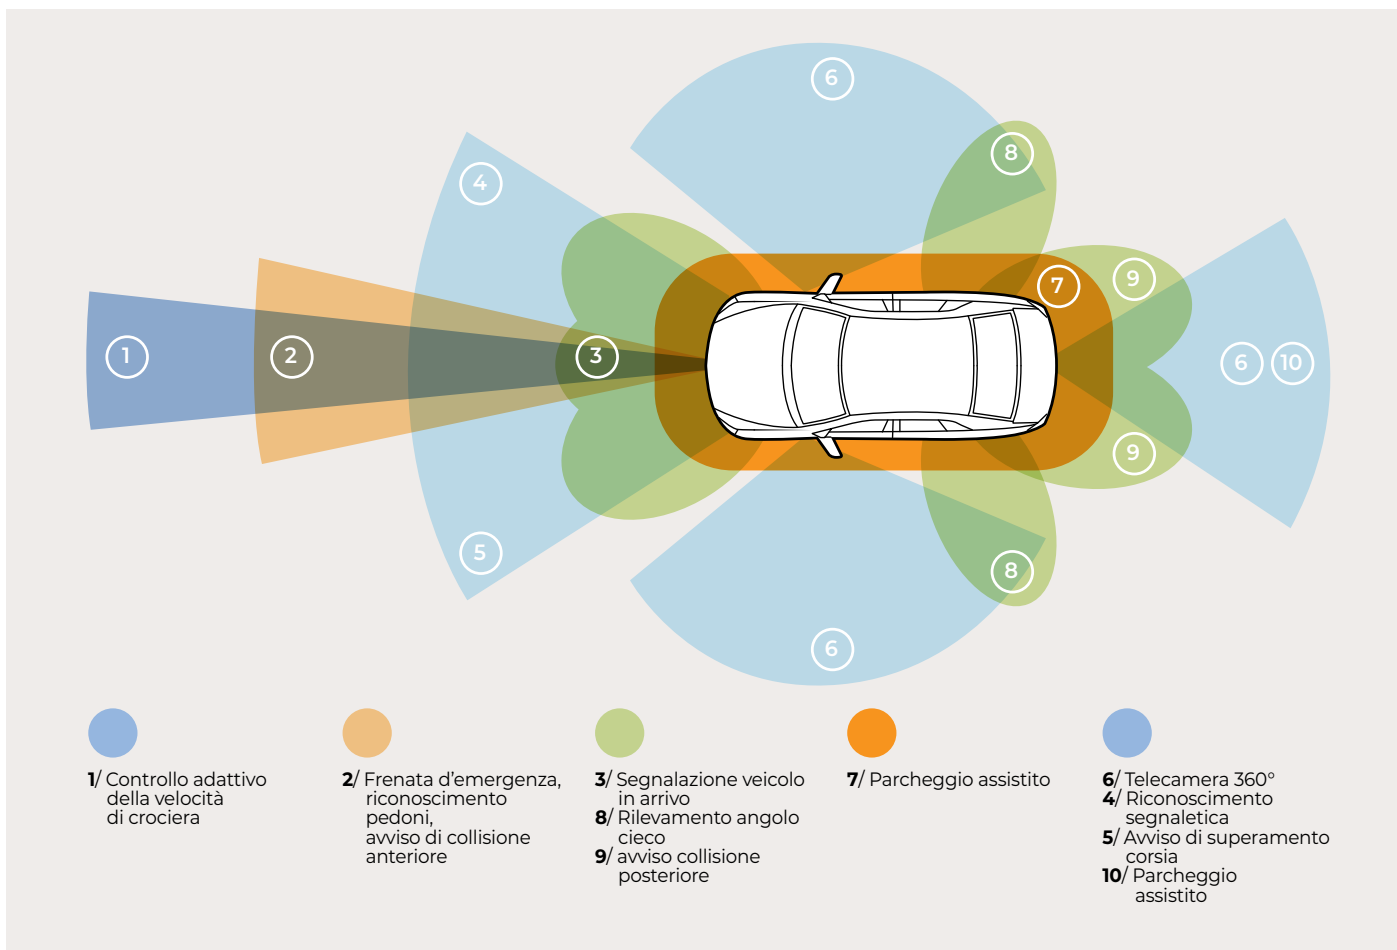 6
8
4
9
7
1
2
3
6
10
9
5
8
6
1/ Controllo adattivo
della velocità
di crociera
2/ Frenata d'emergenza,
riconoscimento
pedoni,
avviso di collisione
anteriore
3/ Segnalazione veicolo
in arrivo
8/ Rilevamento angolo
cieco
9/ avviso collisione
posteriore
7/ Parcheggio assistito
6/ Telecamera 360°
4/ Riconoscimento
segnaletica
5/ Avviso di superamento
corsia
10/ Parcheggio
assistito